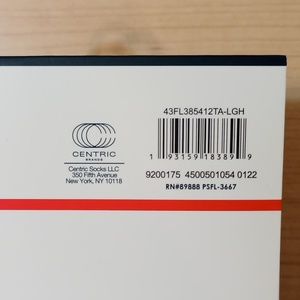 CENTRIC
BRANDS
Centric Socks LLC
350 Fifth Avenue
New York, NY 10118
43FL385412TA-LGH
1 93159 18389 9
9200175 4500501054 0122
RN#89888 PSFL-3667